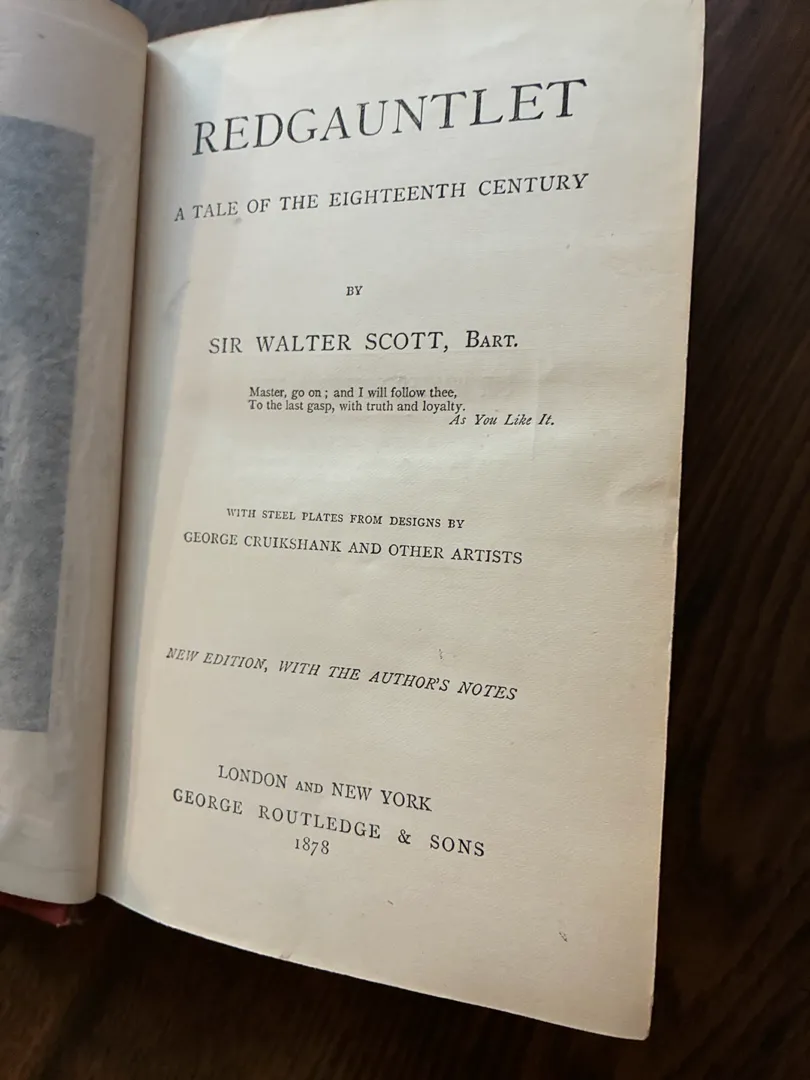 REDGAUNTLET
A TALE OF THE EIGHTEENTH CENTURY
BY
SIR WALTER SCOTT, BART.
Master, go on; and I will follow thee,
To the last gasp, with truth and loyalty.
As You Like It.
WITH STEEL PLATES FROM DESIGNS BY
GEORGE CRUIKSHANK AND OTHER ARTISTS
NEW EDITION, WITH THE AUTHOR'S NOTES
LONDON AND NEW YORK
GEORGE ROUTLEDGE & SONS
1878